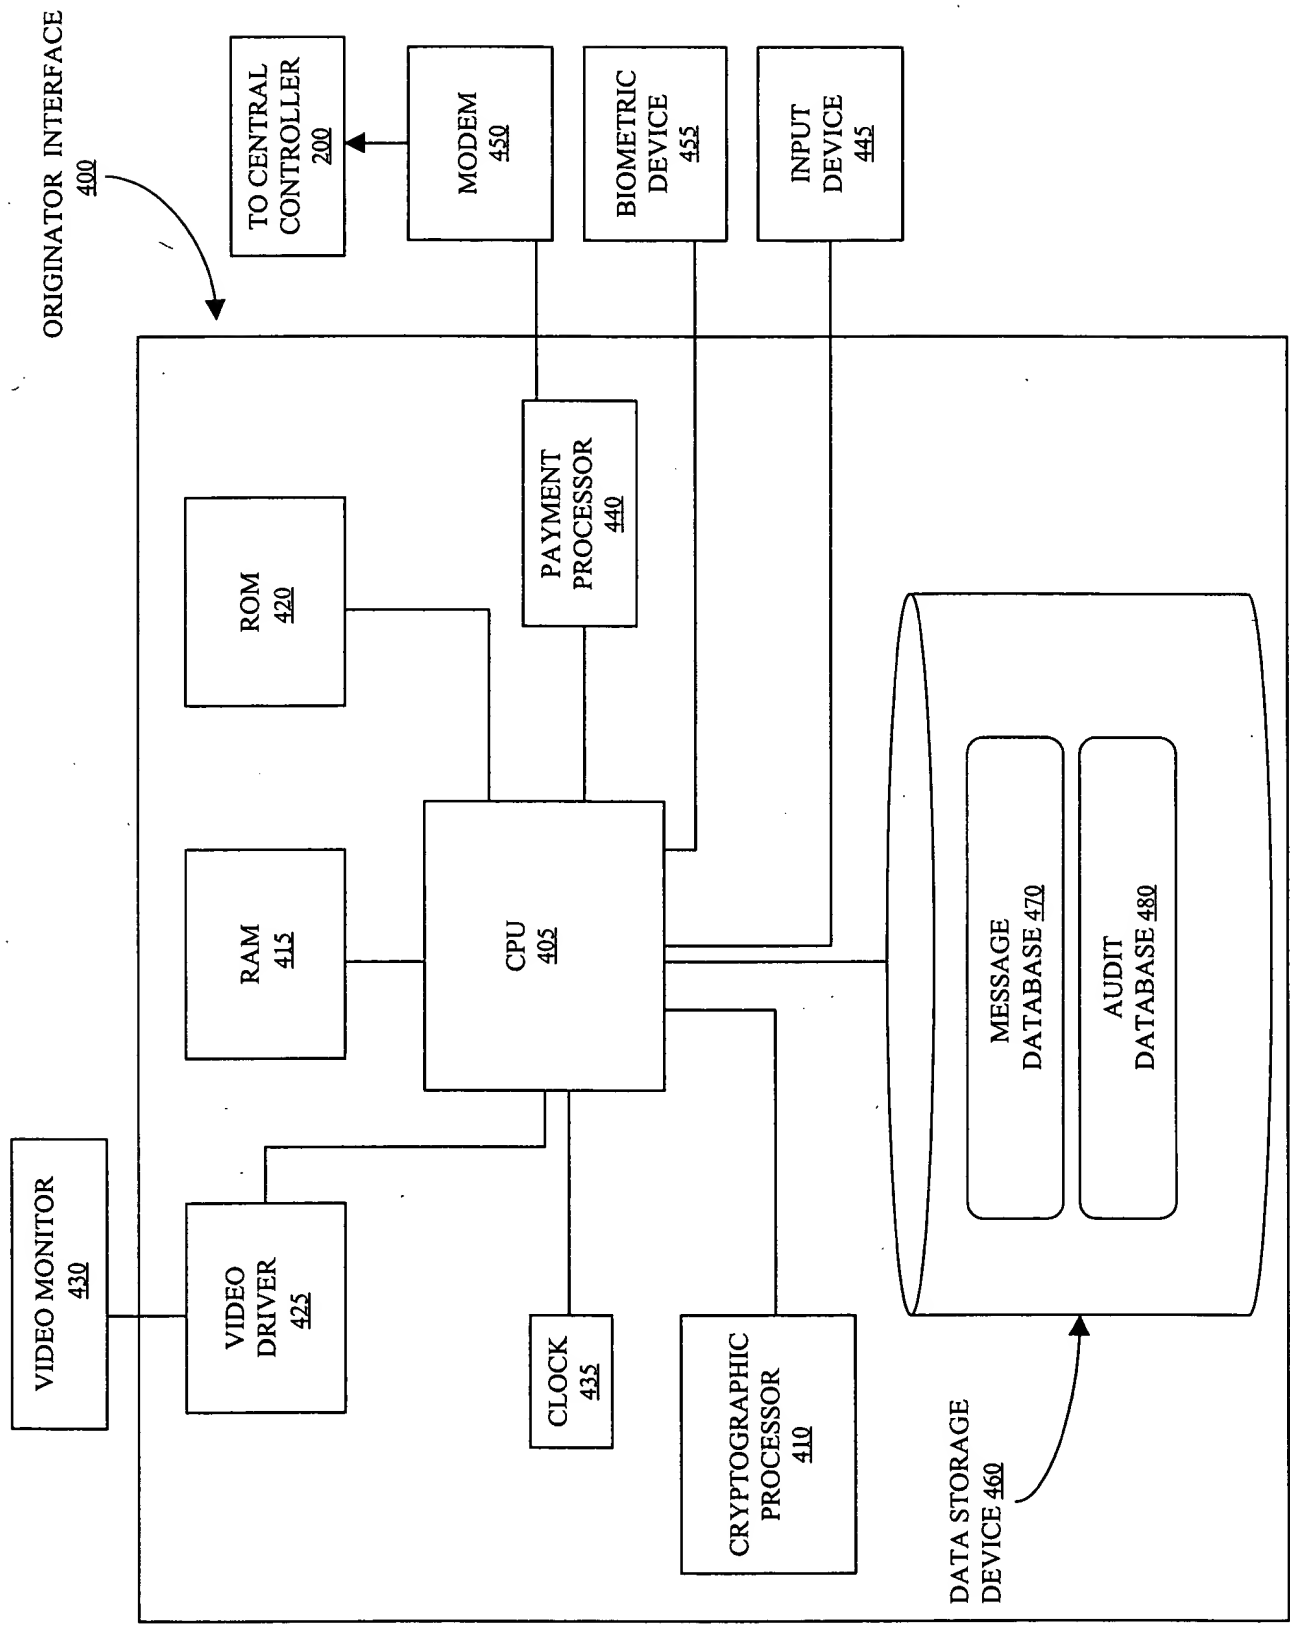 ORIGINATOR INTERFACE
400
VIDEO MONITOR
430
VIDEO
DRIVER
425
RAM
415
ROM
420
TO CENTRAL
CONTROLLER
200
MODEM
450
CLOCK
435
CPU
405
PAYMENT
PROCESSOR
440
BIOMETRIC
DEVICE
455
CRYPTOGRAPHIC
PROCESSOR
410
INPUT
DEVICE
445
DATA STORAGE
DEVICE 460
MESSAGE
DATABASE 470
AUDIT
DATABASE 480